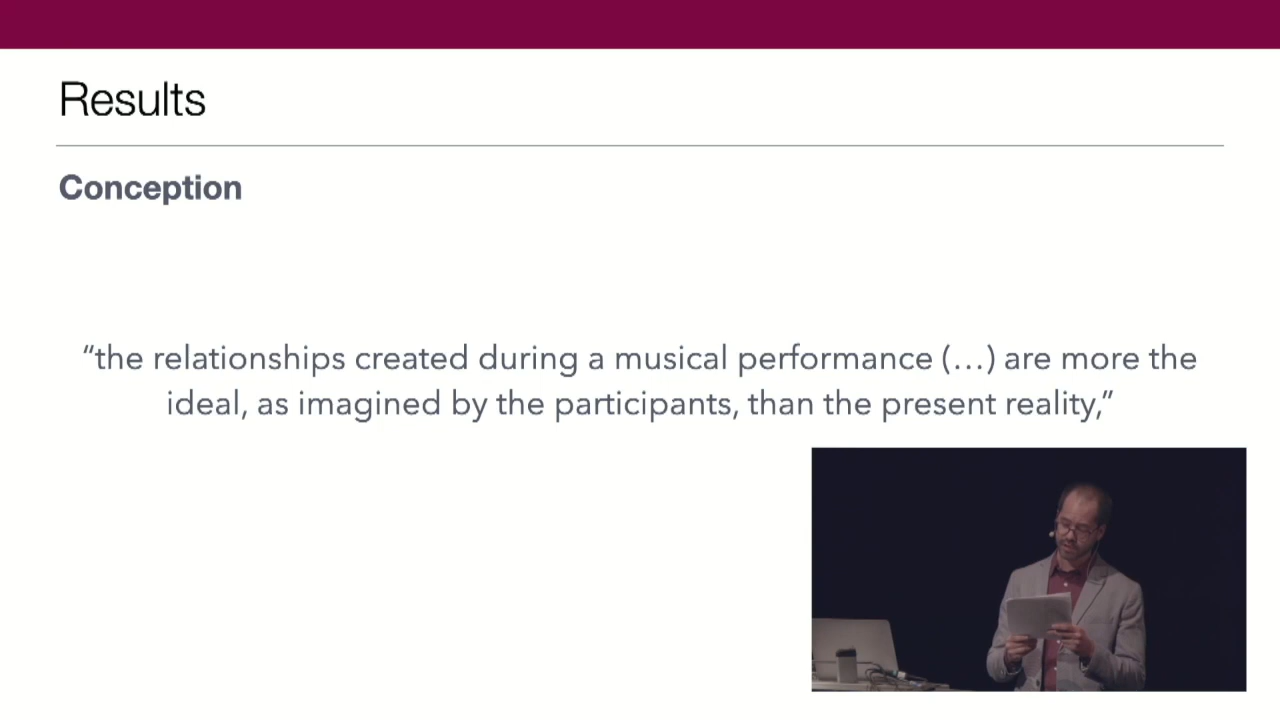 Results
Conception
“the relationships created during a musical performance (…) are more the
ideal, as imagined by the participants, than the present reality,”